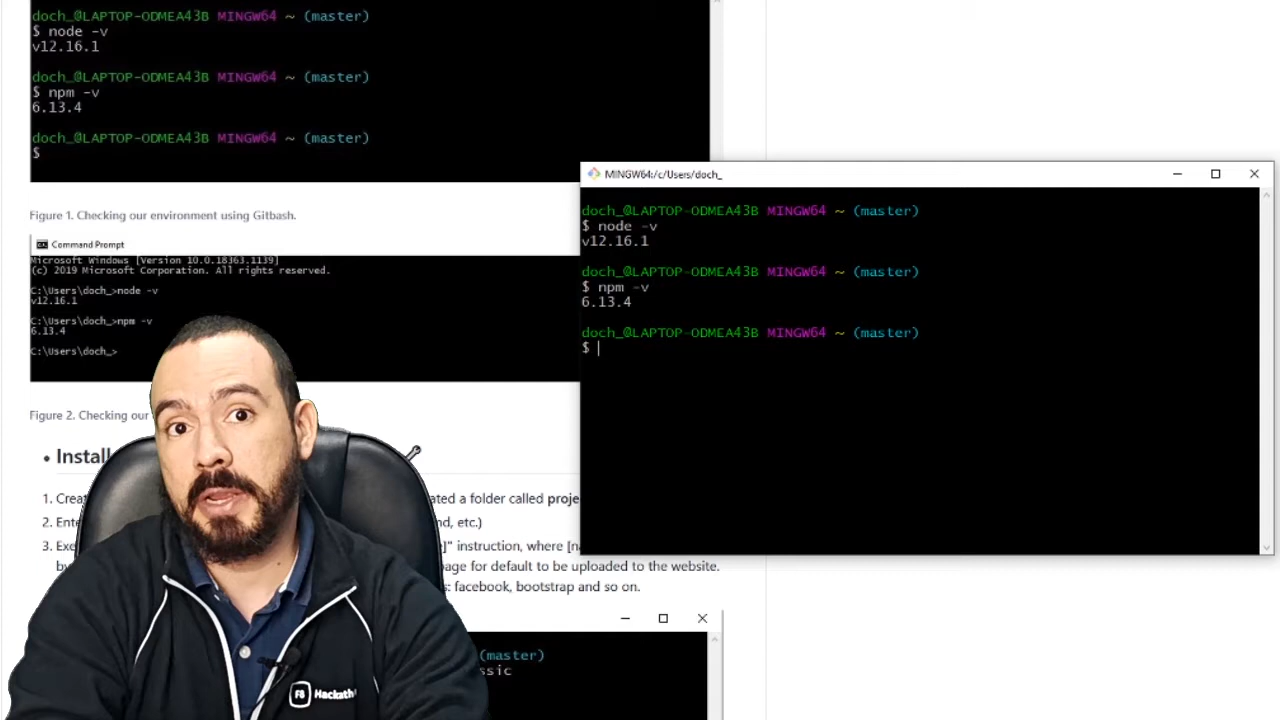 doch_@LAPTOP-ODMEA43B MINGW64 ~ (master)
$ node -v
v12.16.1
doch_@LAPTOP-ODMEA43B MINGW64 ~ (master)
$ npm -v
6.13.4
doch_@LAPTOP-ODMEA43B MINGW64 ~ (master)
$
Figure 1. Checking our environment using Gitbash.
Command Prompt
Microsoft Windows [Version 10.0.18363.1139]
(c) 2019 Microsoft Corporation. All rights reserved.
C:\Users\doch_>node -v
v12.16.1
C:\Users\doch_>npm -v
6.13.4
C:\Users\doch_>
Figure 2. Checking our
• Install
1. Crea ated a folder called proje
2. Ente nd, etc.)
3. Exe ]" instruction, where [na
by page for default to be uploaded to the website.
s: facebook, bootstrap and so on.
(master)
ssic
MINGW64:/c/Users/doch_
doch_@LAPTOP-ODMEA43B MINGW64 ~ (master)
$ node -v
v12.16.1
doch_@LAPTOP-ODMEA43B MINGW64 ~ (master)
$ npm -v
6.13.4
doch_@LAPTOP-ODMEA43B MINGW64 ~ (master)
$
F8 Hackath